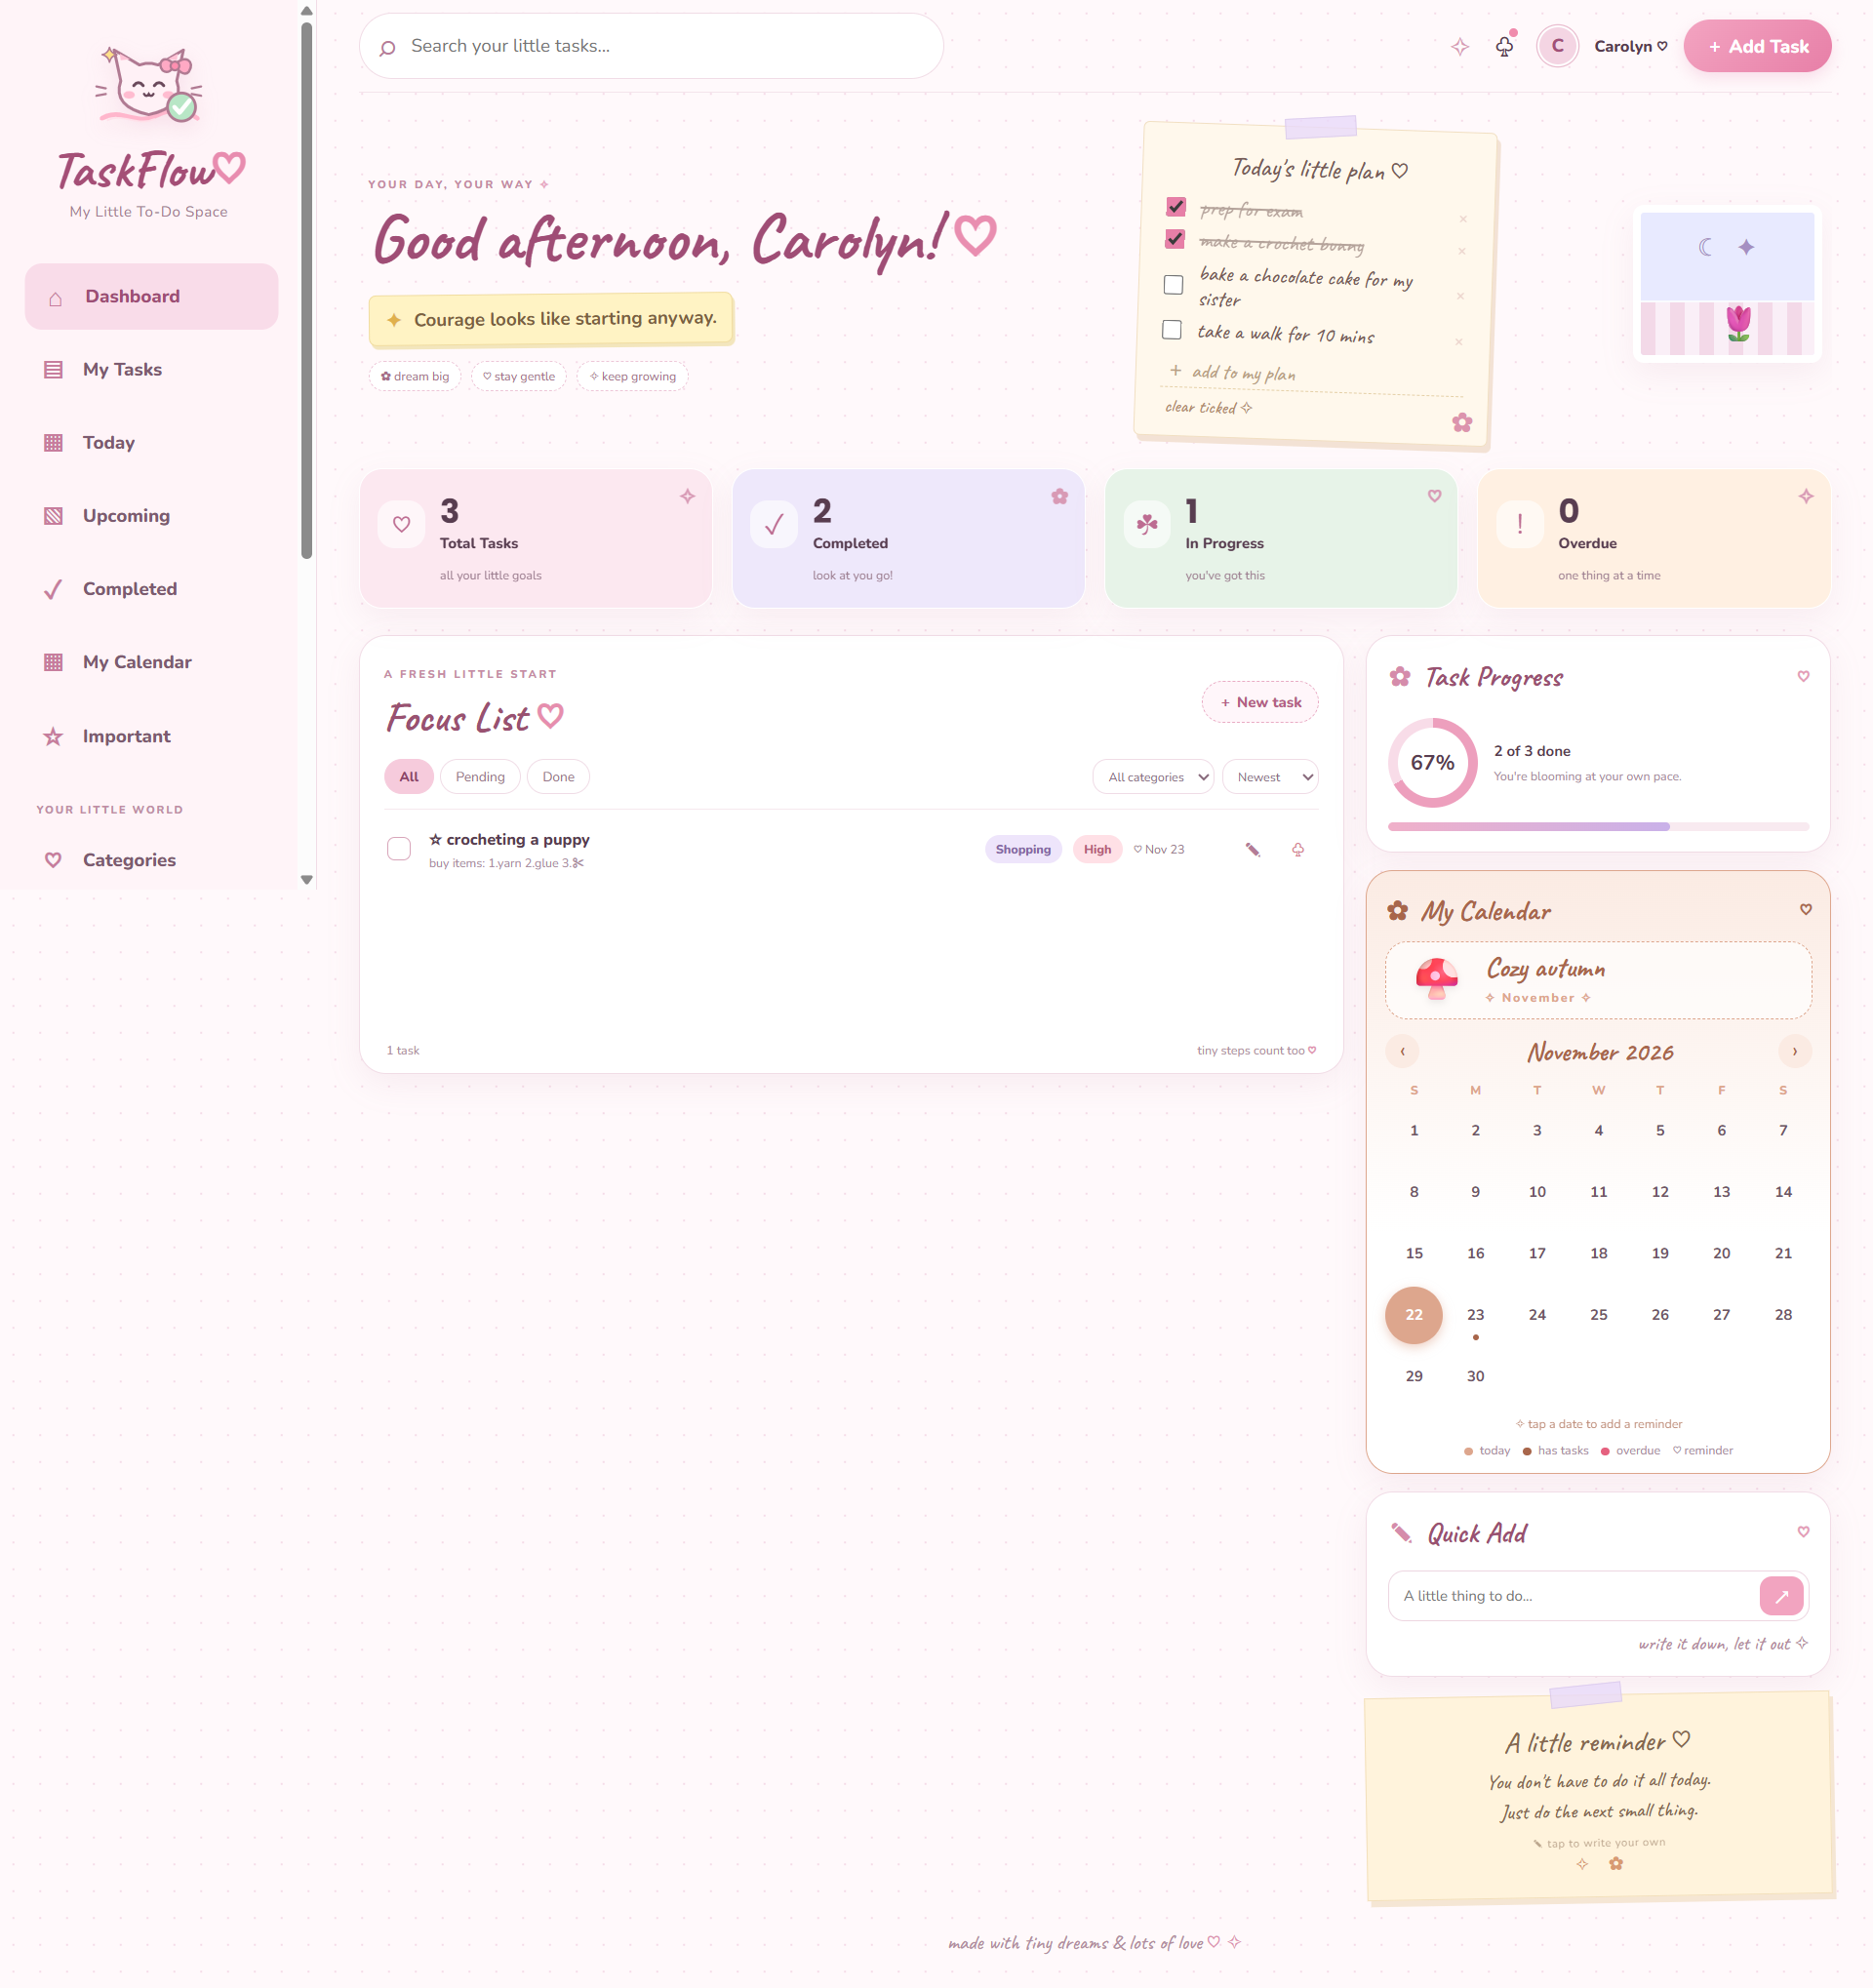 TaskFlow♡
My Little To-Do Space
Dashboard
My Tasks
Today
Upcoming
Completed
My Calendar
Important
YOUR LITTLE WORLD
Categories
Search your little tasks...
C
Carolyn ♡
+ Add Task
YOUR DAY, YOUR WAY ✧
Good afternoon, Carolyn!♡
✦ Courage looks like starting anyway.
✿ dream big
♡ stay gentle
✧ keep growing
Today's little plan ♡
prep for exam ×
make a crochet bunny ×
bake a chocolate cake for my
sister ×
take a walk for 10 mins ×
+ add to my plan
clear ticked ✧
3
Total Tasks
all your little goals
2
Completed
look at you go!
1
In Progress
you've got this
!
0
Overdue
one thing at a time
A FRESH LITTLE START
Focus List ♡
+ New task
All
Pending
Done
All categories
Newest
☆ crocheting a puppy
buy items: 1.yarn 2.glue 3.✂
Shopping
High
♡ Nov 23
1 task
tiny steps count too ♡
Task Progress
67%
2 of 3 done
You're blooming at your own pace.
My Calendar
Cozy autumn
✧ November ✧
‹ November 2026 ›
S M T W T F S
1 2 3 4 5 6 7
8 9 10 11 12 13 14
15 16 17 18 19 20 21
22 23 24 25 26 27 28
29 30
✧ tap a date to add a reminder
today has tasks overdue ♡ reminder
Quick Add
A little thing to do...
write it down, let it out ✧
A little reminder ♡
You don't have to do it all today.
Just do the next small thing.
✎ tap to write your own
made with tiny dreams & lots of love ♡ ✧